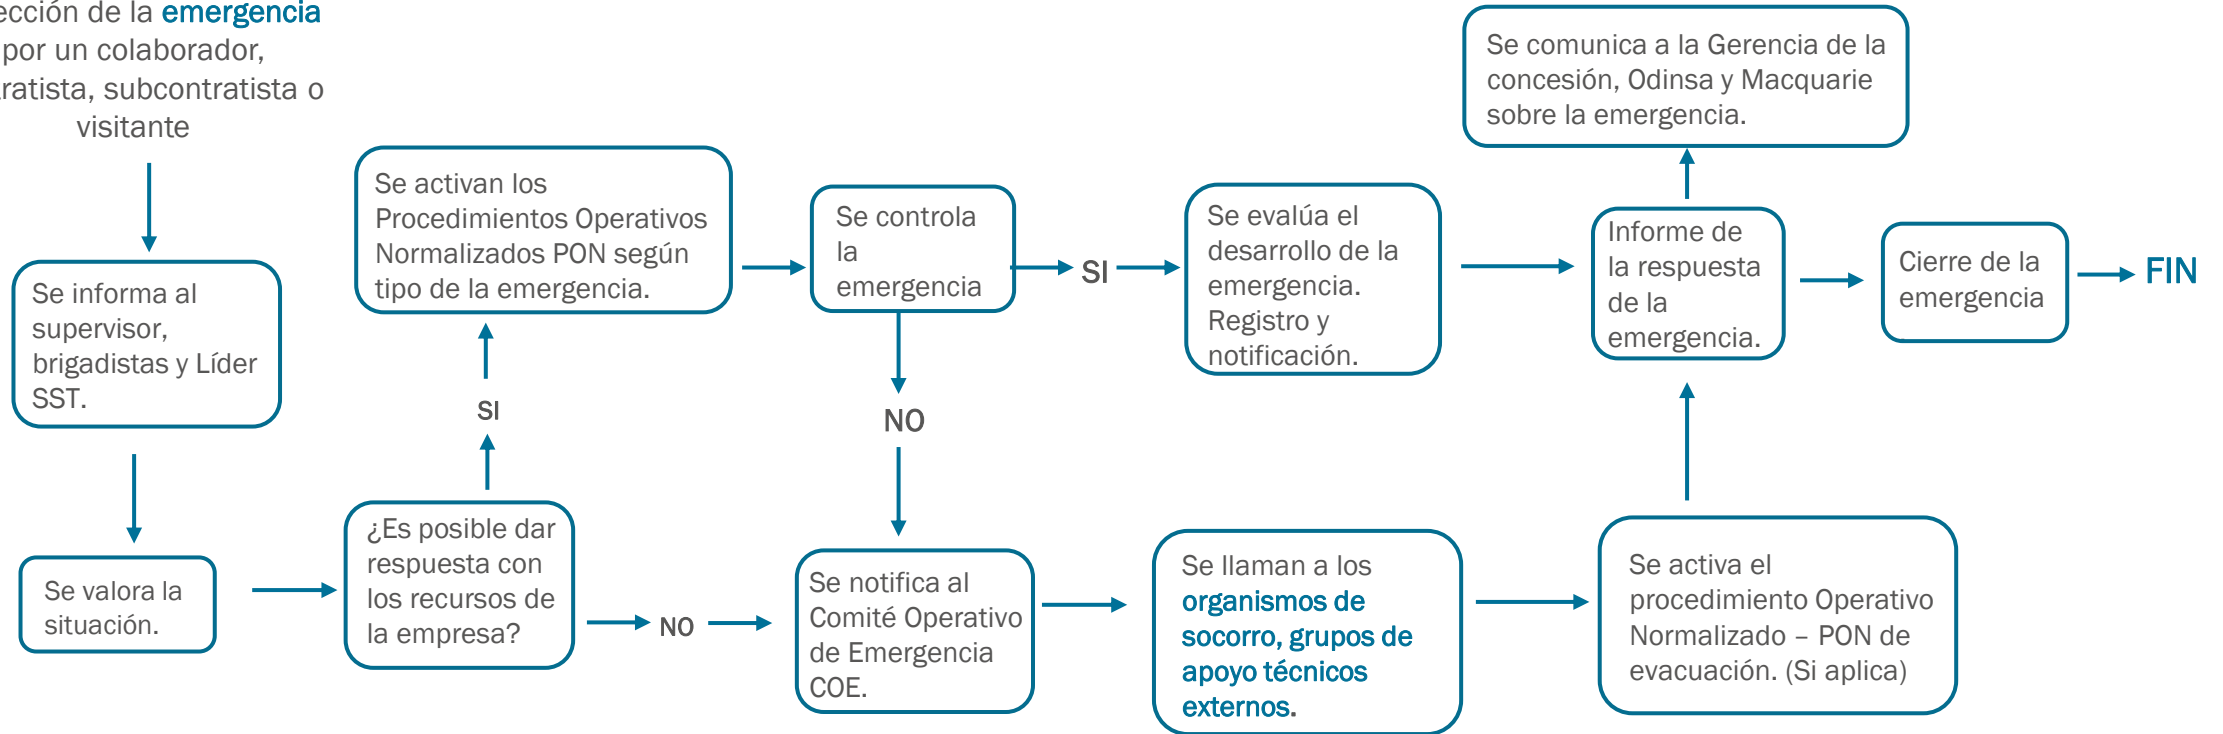 de la emergencia
por un colaborador,
subcontratista o
visitante
Se informa al
supervisor,
brigadistas y Líder
SST.
Se valora la
situación.
¿Es posible dar
respuesta con
los recursos de
la empresa?
SI
Se activan los
Procedimientos Operativos
Normalizados PON según
tipo de la emergencia.
NO
Se controla
la
emergencia
SI
NO
Se notifica al
Comité Operativo
de Emergencia
COE.
Se evalúa el
desarrollo de la
emergencia.
Registro y
notificación.
Se llaman a los
organismos de
socorro, grupos de
apoyo técnicos
externos.
Se activa el
procedimiento Operativo
Normalizado – PON de
evacuación. (Si aplica)
Informe de
la respuesta
de la
emergencia.
Se comunica a la Gerencia de la
concesión, Odinsa y Macquarie
sobre la emergencia.
Cierre de la
emergencia
FIN